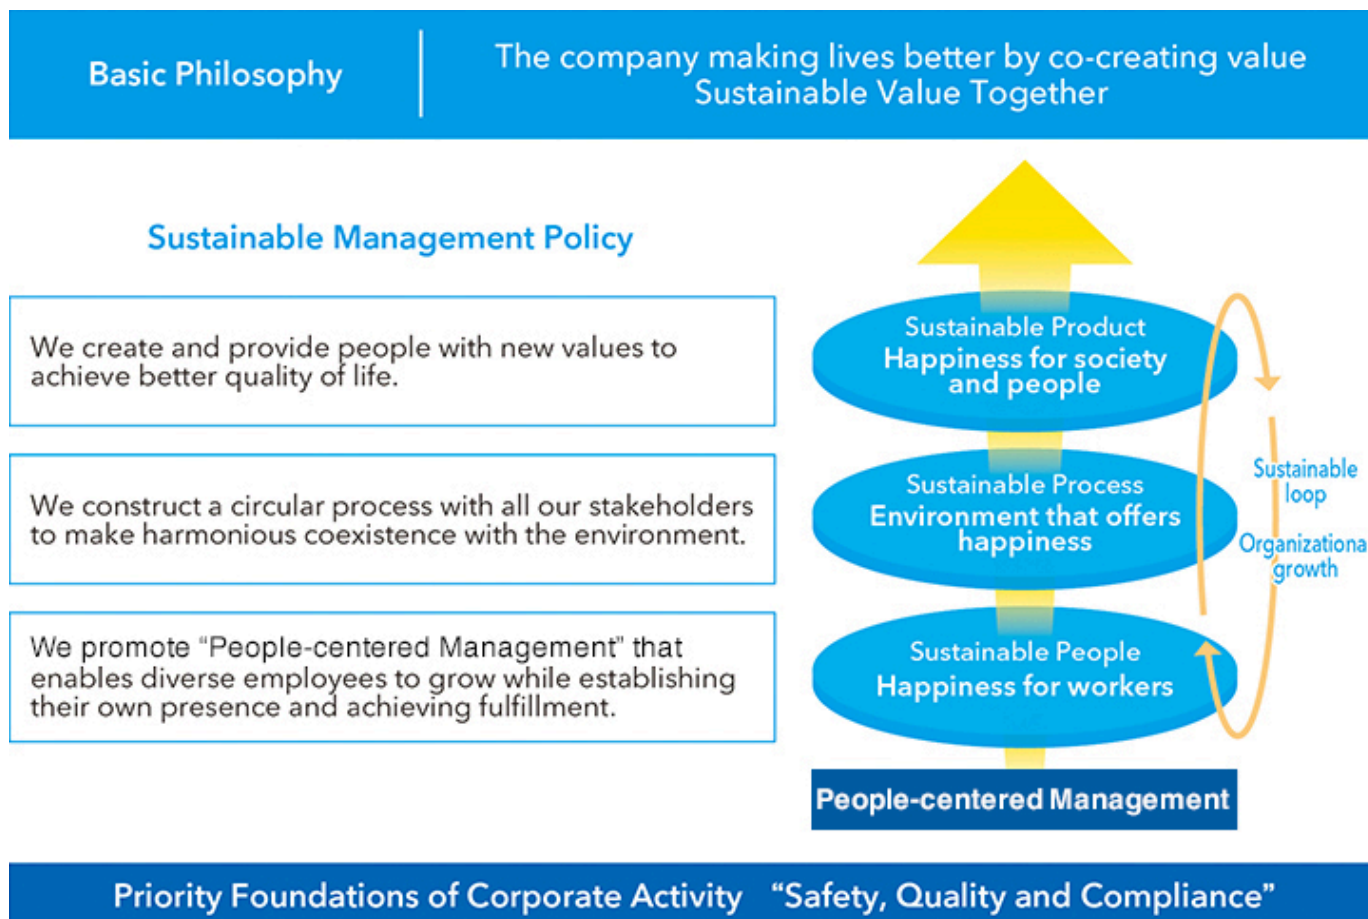 Basic Philosophy
The company making lives better by co-creating value
Sustainable Value Together
Sustainable Management Policy
We create and provide people with new values to
achieve better quality of life.
We construct a circular process with all our stakeholders
to make harmonious coexistence with the environment.
We promote “People-centered Management” that
enables diverse employees to grow while establishing
their own presence and achieving fulfillment.
Sustainable Product
Happiness for society
and people
Sustainable Process
Environment that offers
happiness
Sustainable People
Happiness for workers
Sustainable
loop
Organizationa
growth
People-centered Management
Priority Foundations of Corporate Activity “Safety, Quality and Compliance”